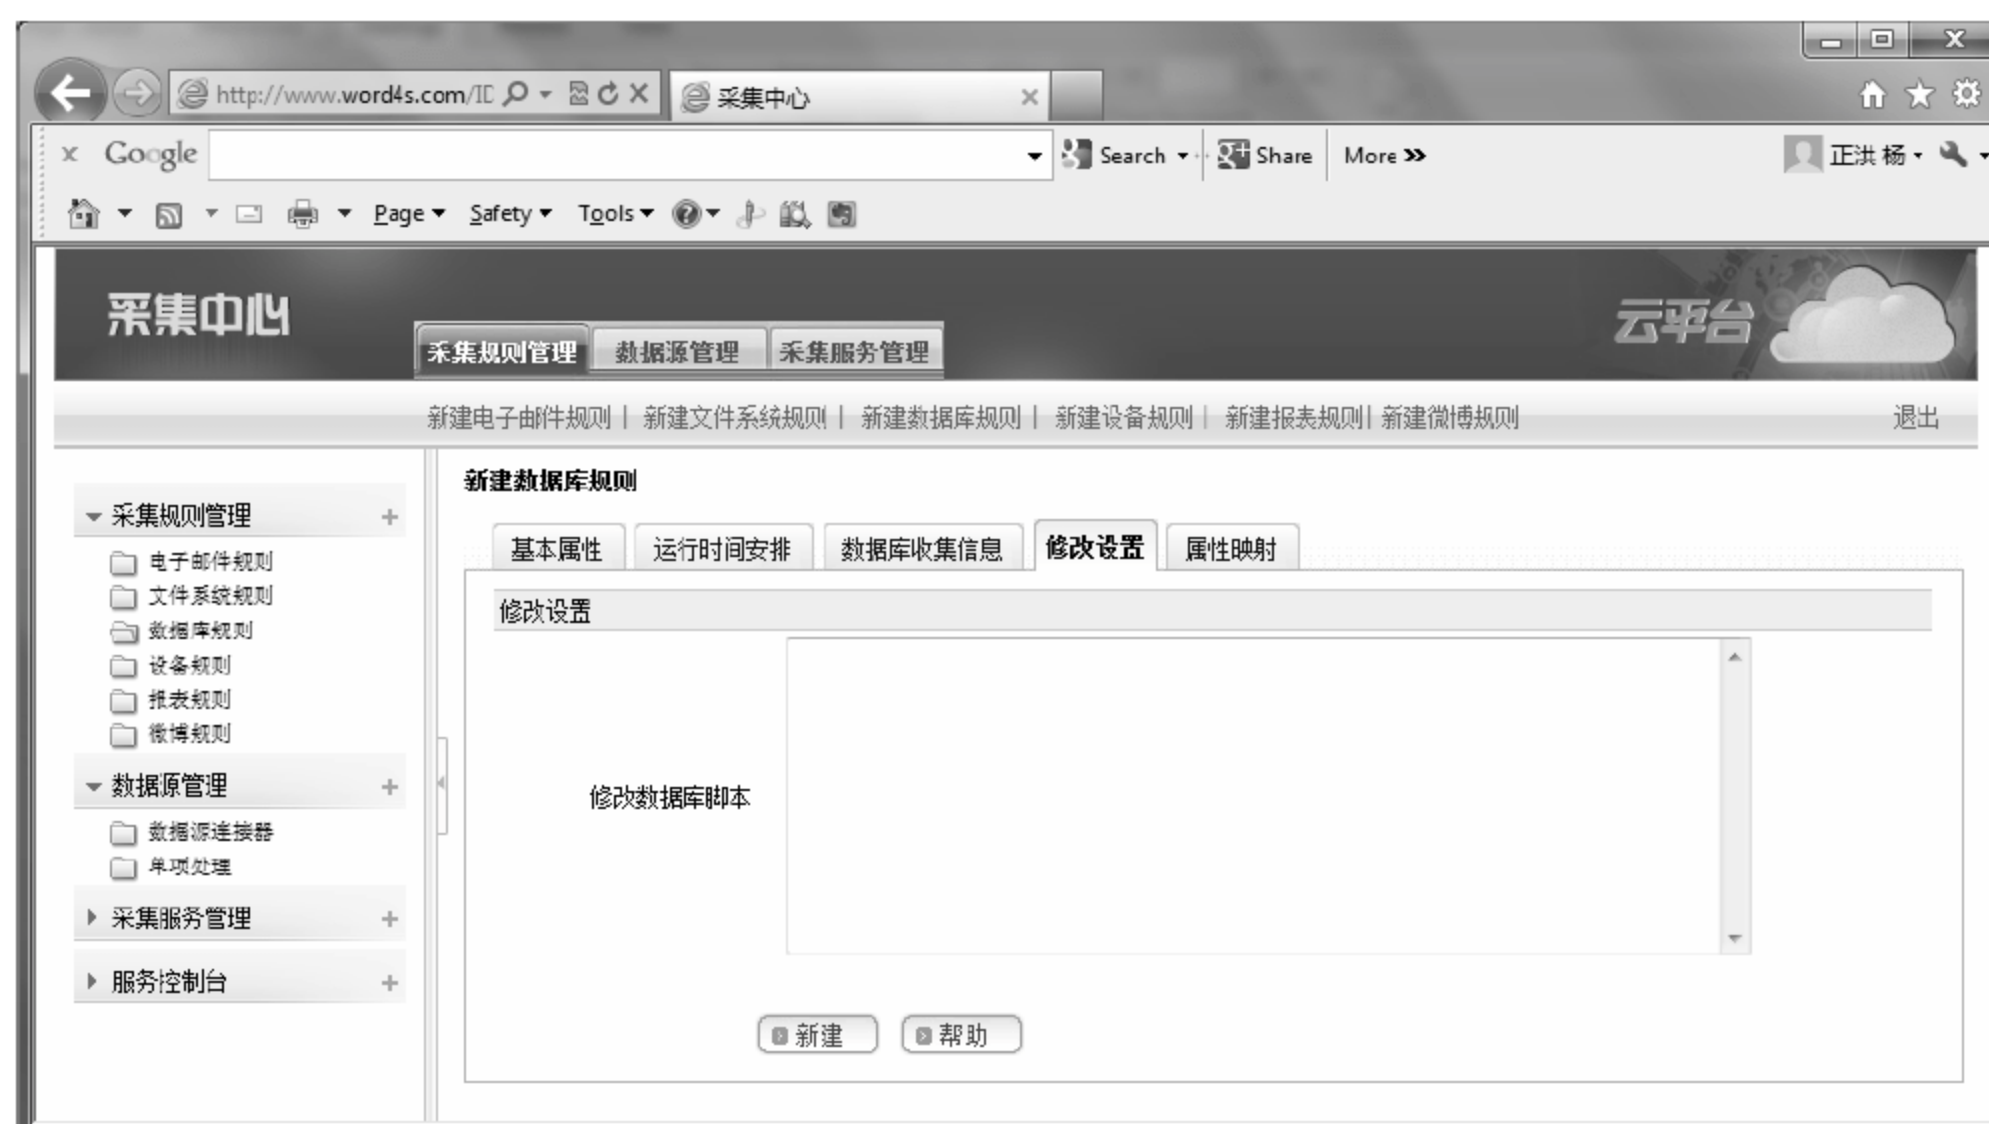 http://www.word4s.com/ID
采集中心
Google
Search
Share
More
正洪 杨
Page
Safety
Tools
采集中心
云平台
采集规则管理
数据源管理
采集服务管理
新建电子邮件规则 | 新建文件系统规则 | 新建数据库规则 | 新建设备规则 | 新建报表规则 | 新建微博规则
退出
采集规则管理
电子邮件规则
文件系统规则
数据库规则
设备规则
报表规则
微博规则
数据源管理
数据源连接器
单项处理
采集服务管理
服务控制台
新建数据库规则
基本属性
运行时间安排
数据库收集信息
修改设置
属性映射
修改设置
修改数据库脚本
新建
帮助